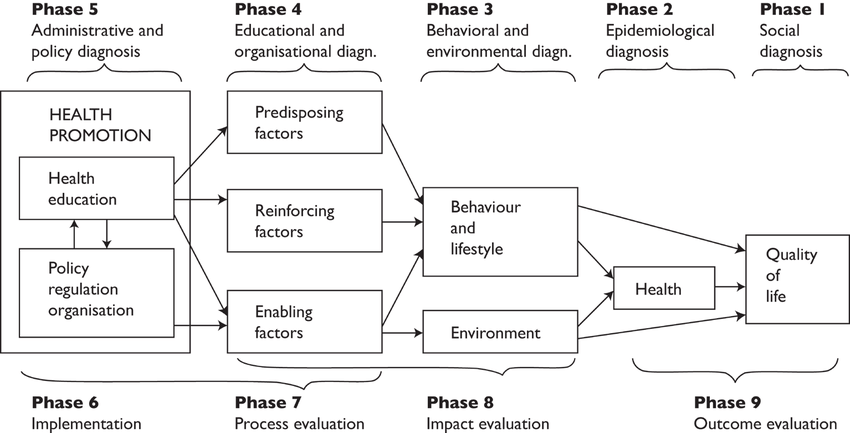 Phase 5
Administrative and
policy diagnosis
Phase 4
Educational and
organisational diagn.
Phase 3
Behavioral and
environmental diagn.
Phase 2
Epidemiological
diagnosis
Phase 1
Social
diagnosis
HEALTH
PROMOTION
Health
education
Policy
regulation
organisation
Predisposing
factors
Reinforcing
factors
Enabling
factors
Behaviour
and
lifestyle
Environment
Health
Quality
of
life
Phase 6
Implementation
Phase 7
Process evaluation
Phase 8
Impact evaluation
Phase 9
Outcome evaluation